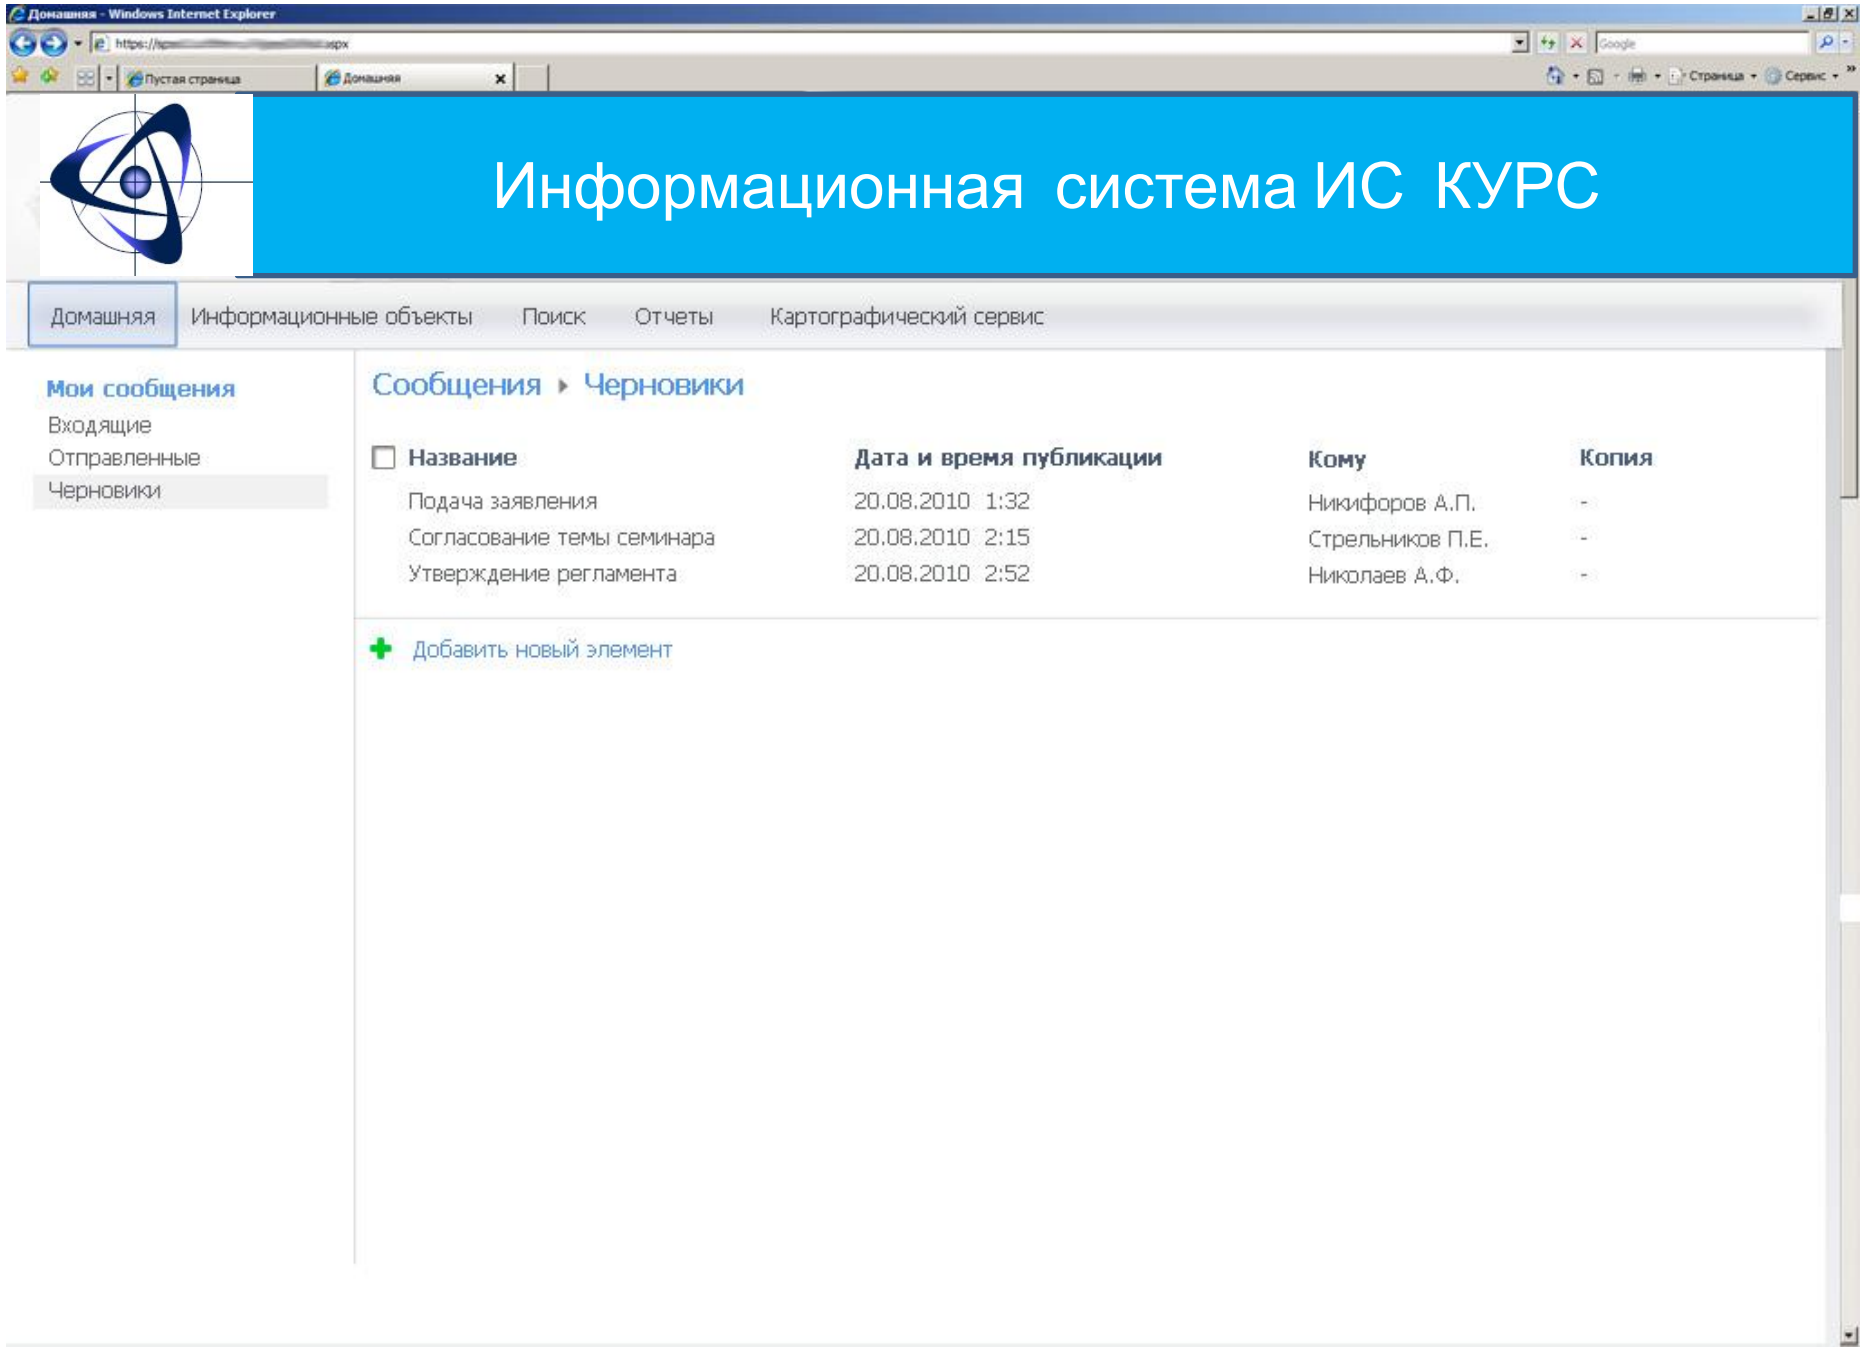 Домашняя - Windows Internet Explorer
https://
aspx
Google
Пустая страница
Домашняя
Страница
Сервис
Информационная система ИС КУРС
Домашняя Информационные объекты Поиск Отчеты Картографический сервис
Мои сообщения
Входящие
Отправленные
Черновики
Сообщения Черновики
Название Дата и время публикации Кому Копия
Подача заявления 20.08.2010 1:32 Никифоров А.П. -
Согласование темы семинара 20.08.2010 2:15 Стрельников П.Е. -
Утверждение регламента 20.08.2010 2:52 Николаев А.Ф. -
Добавить новый элемент